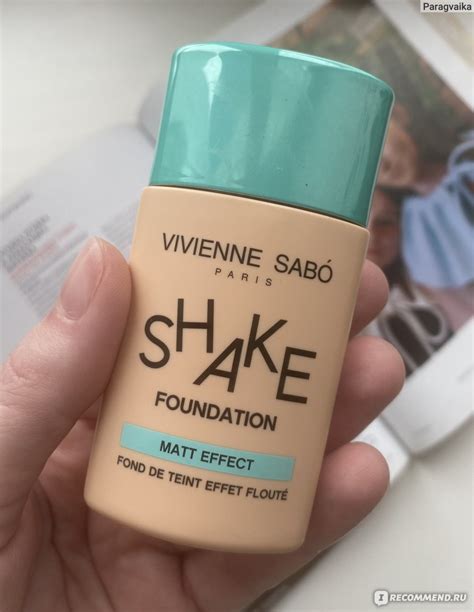 Paragvaika
VIVIENNE SABÓ
PARIS
SHAKE
FOUNDATION
MATT EFFECT
FOND DE TEINT EFFET FLOUTÉ
I RECOMMEND.RU